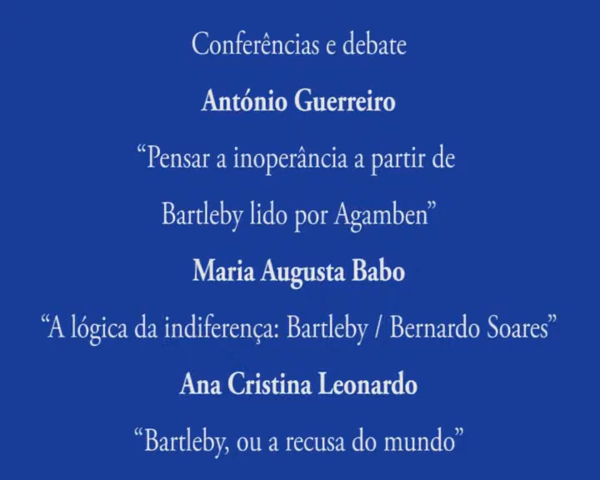 Conferências e debate
António Guerreiro
“Pensar a inoperância a partir de
Bartleby lido por Agamben”
Maria Augusta Babo
“A lógica da indiferença: Bartleby / Bernardo Soares”
Ana Cristina Leonardo
“Bartleby, ou a recusa do mundo”